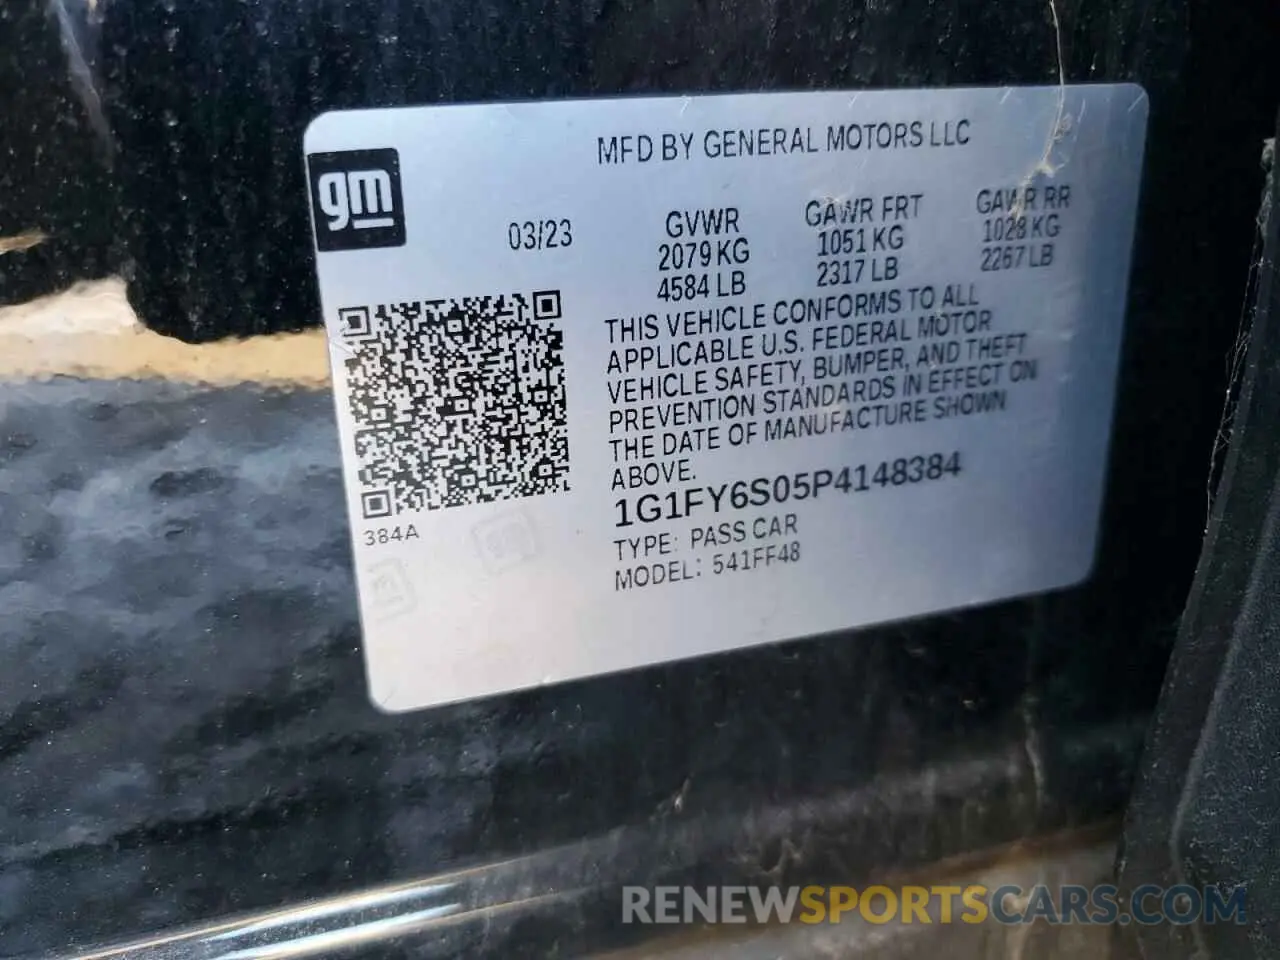 MFD BY GENERAL MOTORS LLC
gm
03/23
GVWR GAWR FRT GAWR RR
2079 KG 1051 KG 1028 KG
4584 LB 2317 LB 2267 LB
THIS VEHICLE CONFORMS TO ALL
APPLICABLE U.S. FEDERAL MOTOR
VEHICLE SAFETY, BUMPER, AND THEFT
PREVENTION STANDARDS IN EFFECT ON
THE DATE OF MANUFACTURE SHOWN
ABOVE.
1G1FY6S05P4148384
384A
TYPE: PASS CAR
MODEL: 541FF48
RENEWSPORTSCARS.COM